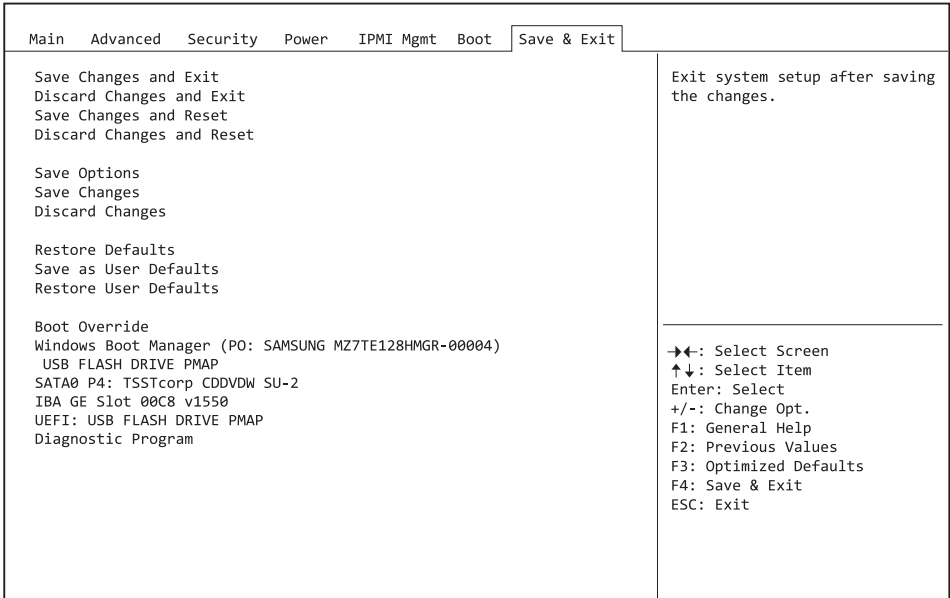 Main Advanced Security Power IPMI Mgmt Boot Save & Exit
Save Changes and Exit
Discard Changes and Exit
Save Changes and Reset
Discard Changes and Reset
Save Options
Save Changes
Discard Changes
Restore Defaults
Save as User Defaults
Restore User Defaults
Boot Override
Windows Boot Manager (PO: SAMSUNG MZ7TE128HMGR-00004)
USB FLASH DRIVE PMAP
SATA0 P4: TSSTcorp CDDVDW SU-2
IBA GE Slot 00C8 v1550
UEFI: USB FLASH DRIVE PMAP
Diagnostic Program
Exit system setup after saving
the changes.
→←: Select Screen
↑↓: Select Item
Enter: Select
+/-: Change Opt.
F1: General Help
F2: Previous Values
F3: Optimized Defaults
F4: Save & Exit
ESC: Exit